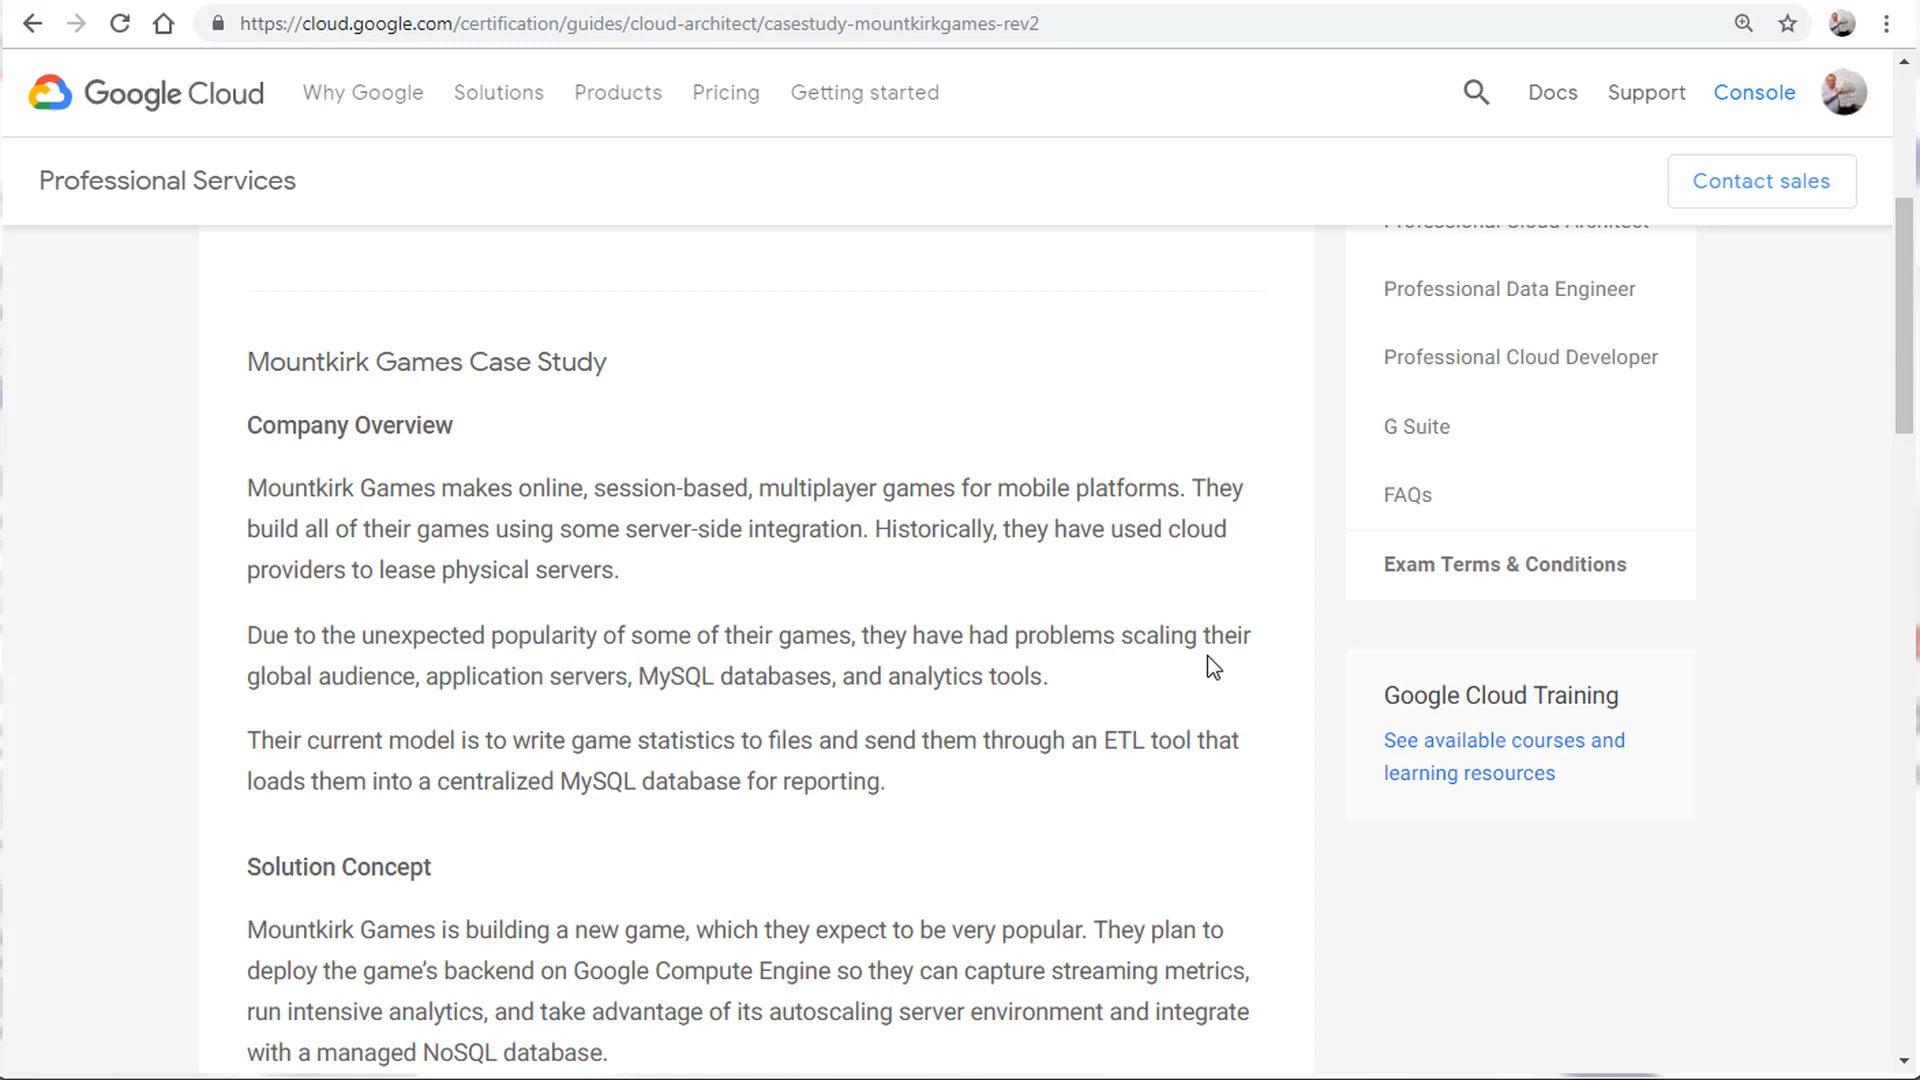 https://cloud.google.com/certification/guides/cloud-architect/casestudy-mountkirkgames-rev2
Google Cloud Why Google Solutions Products Pricing Getting started Docs Support Console
Professional Services Contact sales
Professional Cloud Architect
Professional Data Engineer
Professional Cloud Developer
G Suite
FAQs
Exam Terms & Conditions
Google Cloud Training
See available courses and
learning resources
Mountkirk Games Case Study
Company Overview
Mountkirk Games makes online, session-based, multiplayer games for mobile platforms. They
build all of their games using some server-side integration. Historically, they have used cloud
providers to lease physical servers.
Due to the unexpected popularity of some of their games, they have had problems scaling their
global audience, application servers, MySQL databases, and analytics tools.
Their current model is to write game statistics to files and send them through an ETL tool that
loads them into a centralized MySQL database for reporting.
Solution Concept
Mountkirk Games is building a new game, which they expect to be very popular. They plan to
deploy the game’s backend on Google Compute Engine so they can capture streaming metrics,
run intensive analytics, and take advantage of its autoscaling server environment and integrate
with a managed NoSQL database.